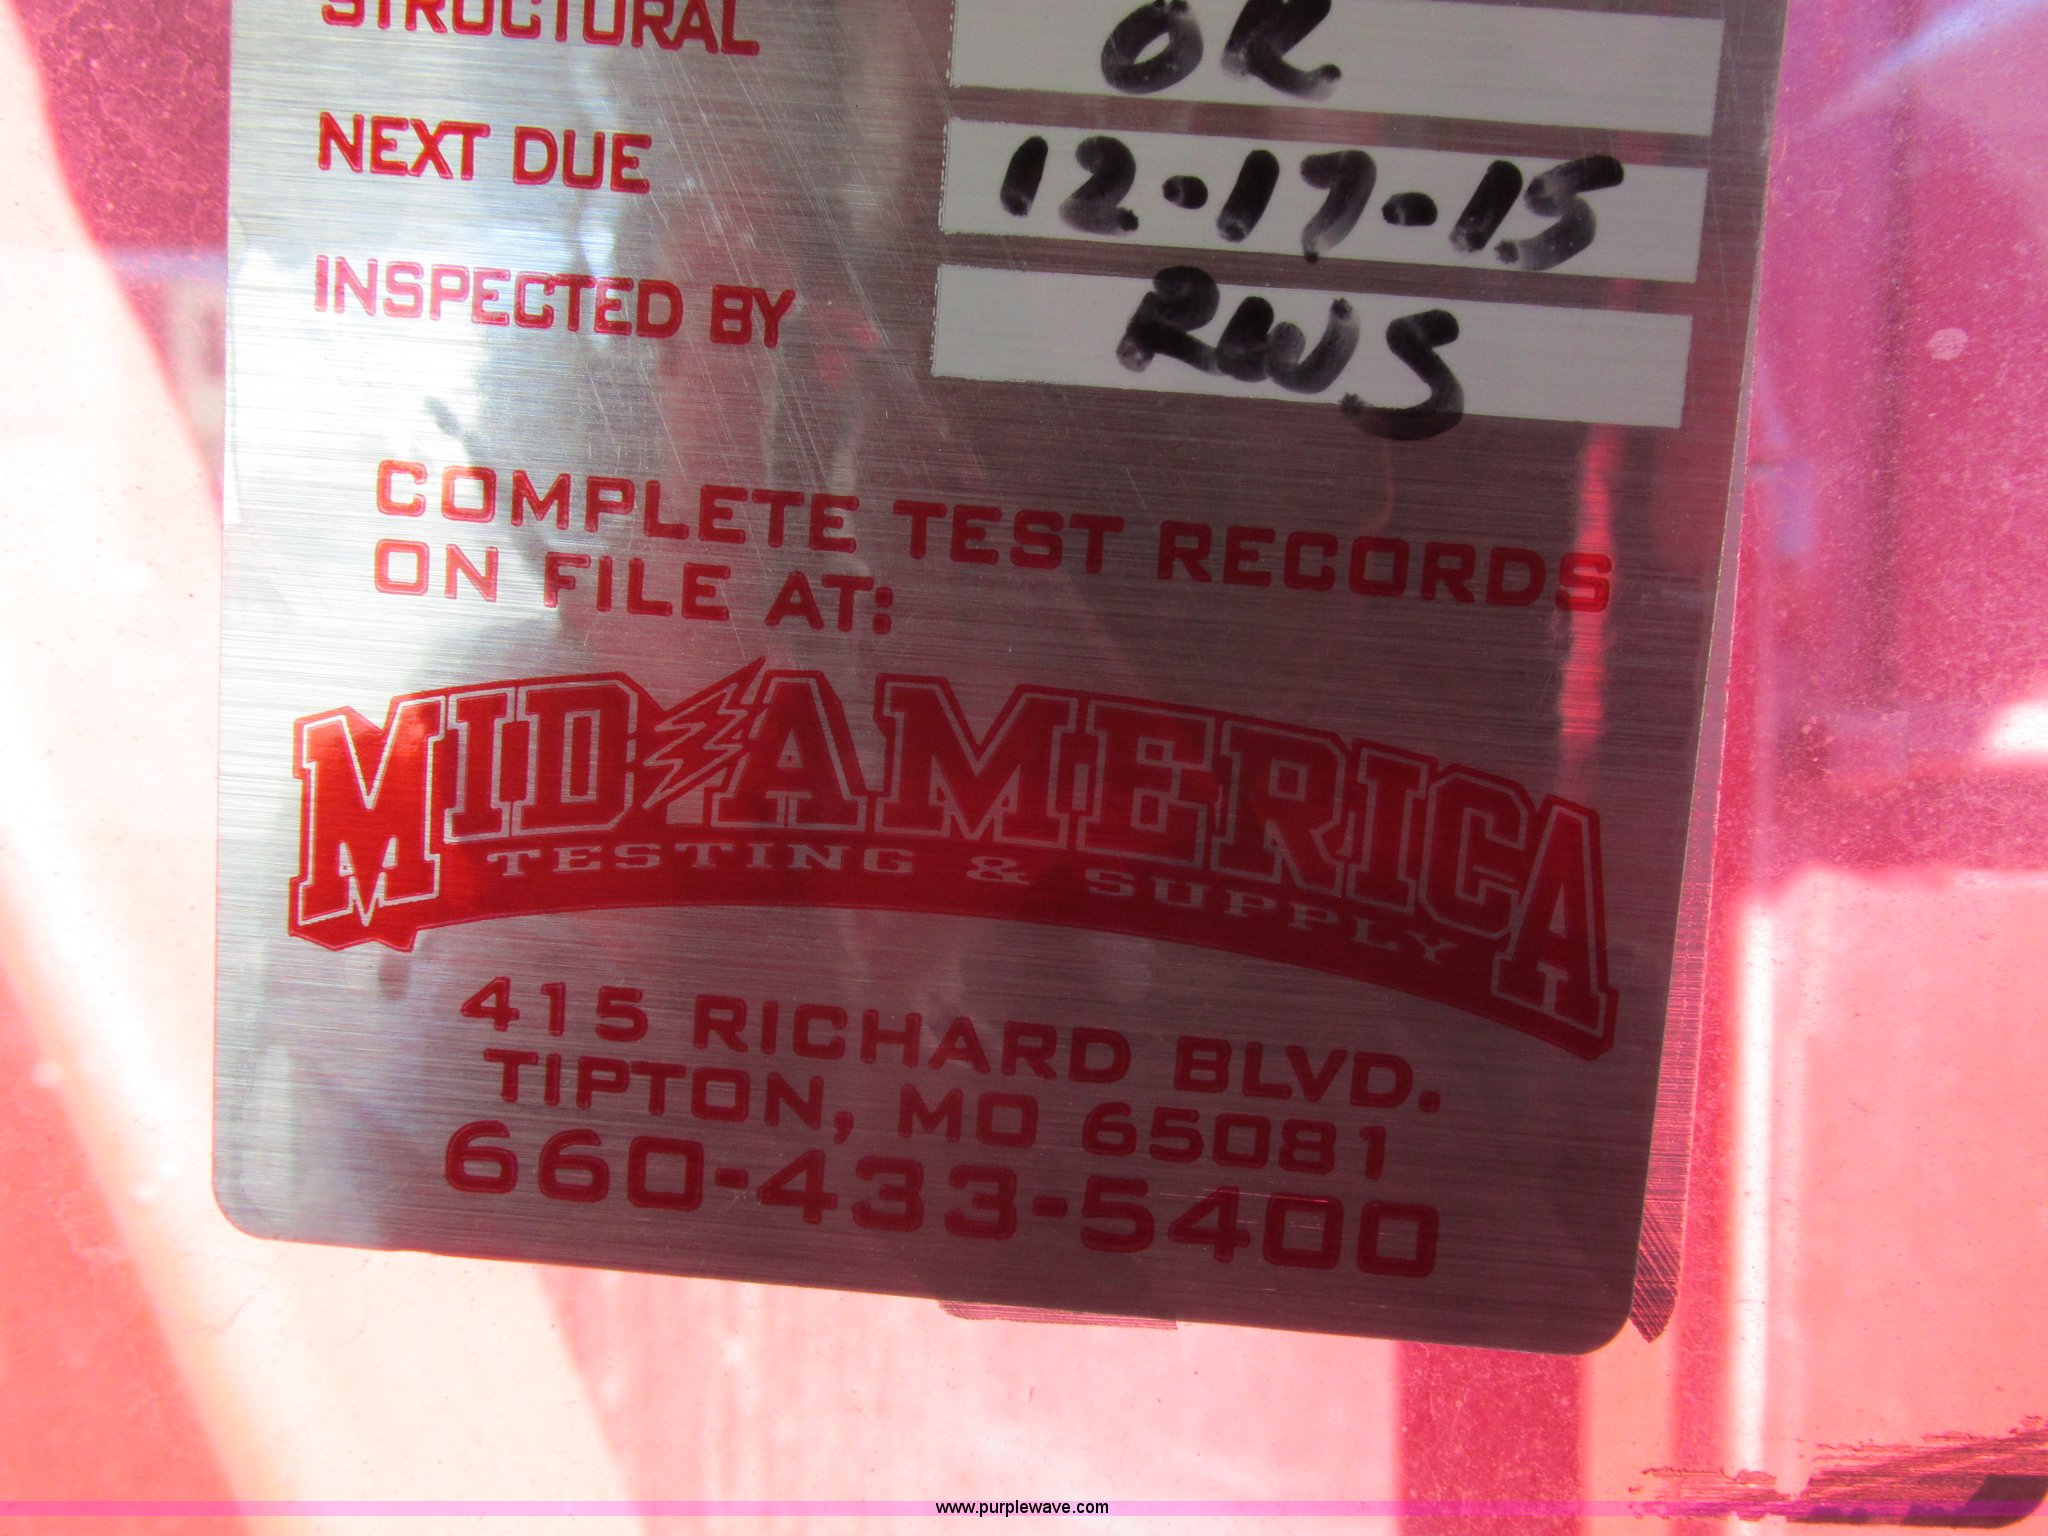 STRUCTURAL OK
NEXT DUE 12-17-15
INSPECTED BY RWS
COMPLETE TEST RECORDS
ON FILE AT:
MID AMERICA
TESTING & SUPPLY
415 RICHARD BLVD.
TIPTON, MO 65081
660-433-5400
www.purplewave.com